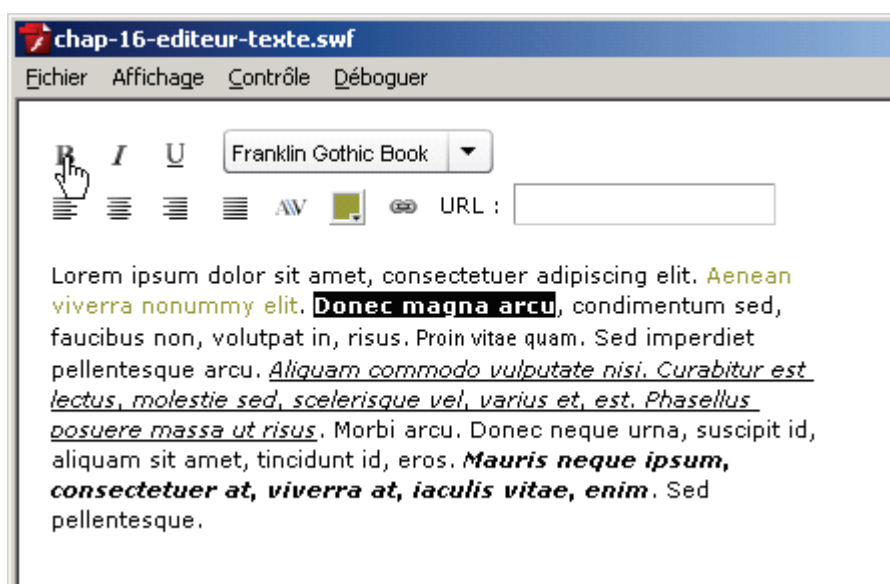 chap-16-editeur-texte.swf
Fichier Affichage Contrôle Déboguer
B I U Franklin Gothic Book
AW URL :
Lorem ipsum dolor sit amet, consectetuer adipiscing elit. Aenean
viverra nonummy elit. Donec magna arcu, condimentum sed,
faucibus non, volutpat in, risus. Proin vitae quam. Sed imperdiet
pellentesque arcu. Aliquam commodo vulputate nisi. Curabitur est
lectus, molestie sed, scelerisque vel, varius et, est. Phasellus
posuere massa ut risus. Morbi arcu. Donec neque urna, suscipit id,
aliquam sit amet, tincidunt id, eros. Mauris neque ipsum,
consectetuer at, viverra at, iaculis vitae, enim. Sed
pellentesque.